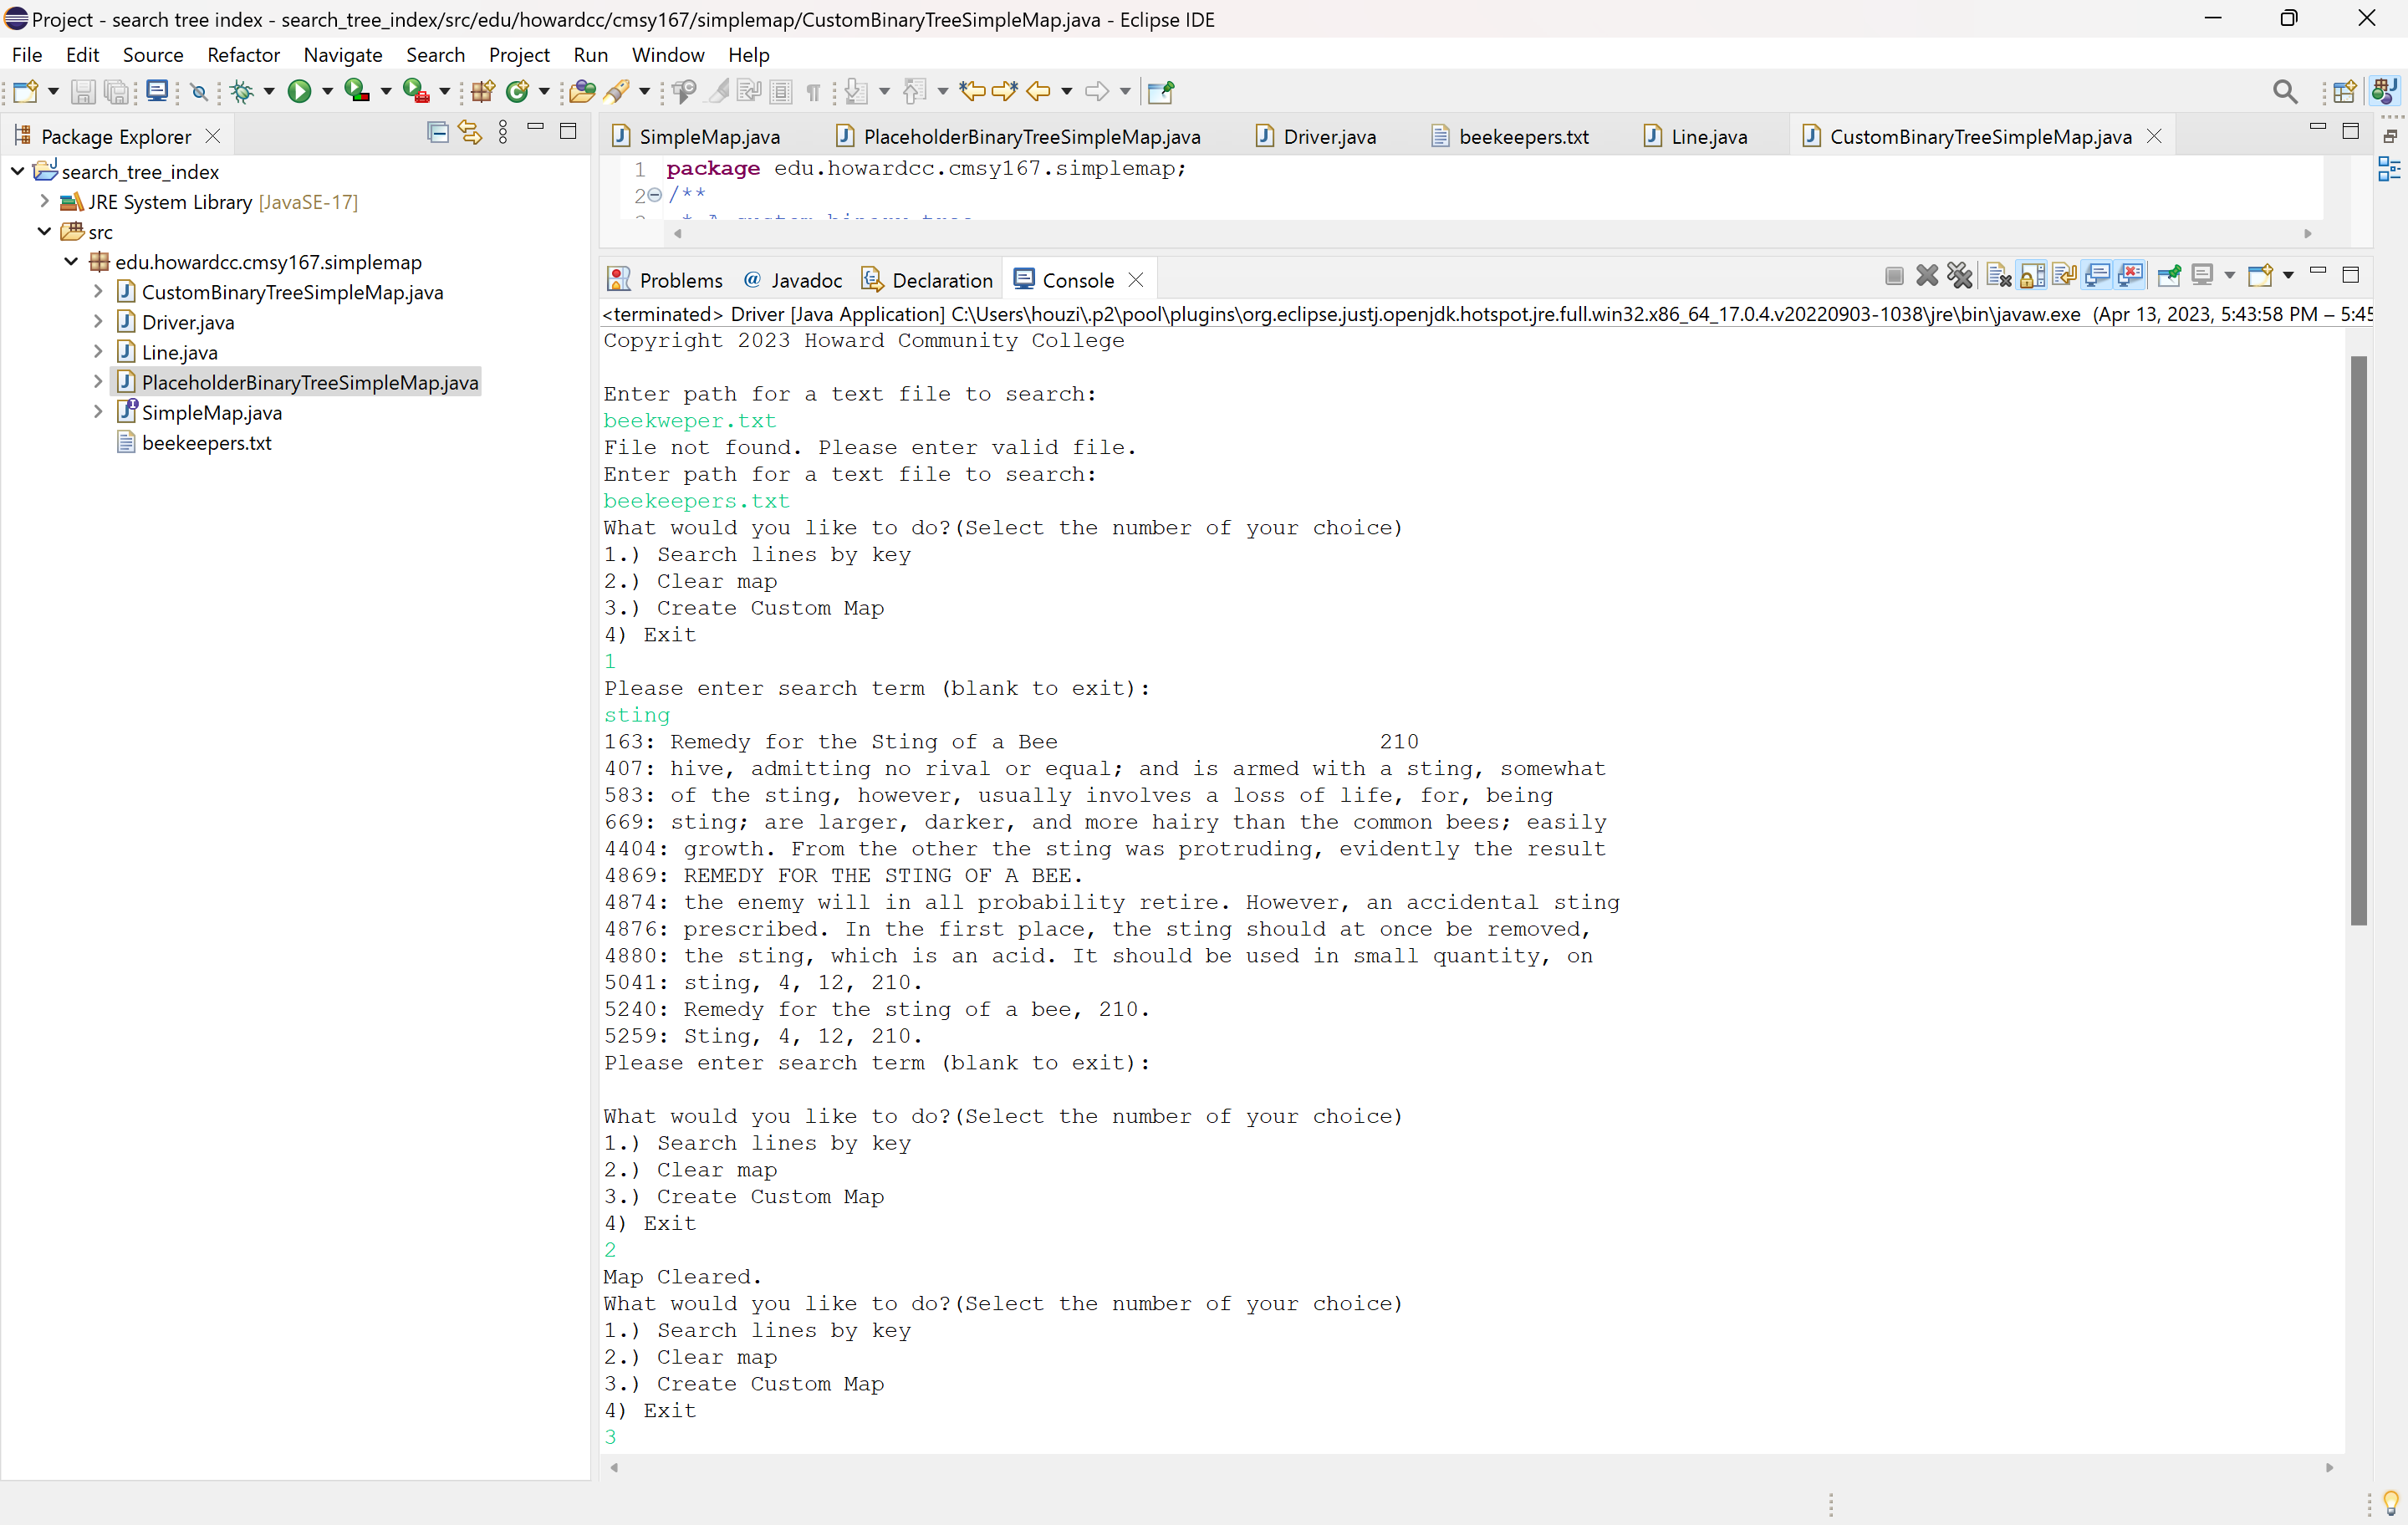 Project - search tree index - search_tree_index/src/edu/howardcc/cmsy167/simplemap/CustomBinaryTreeSimpleMap.java - Eclipse IDE
File Edit Source Refactor Navigate Search Project Run Window Help
Package Explorer
search_tree_index
JRE System Library [JavaSE-17]
src
edu.howardcc.cmsy167.simplemap
CustomBinaryTreeSimpleMap.java
Driver.java
Line.java
PlaceholderBinaryTreeSimpleMap.java
SimpleMap.java
beekeepers.txt
SimpleMap.java PlaceholderBinaryTreeSimpleMap.java Driver.java beekeepers.txt Line.java CustomBinaryTreeSimpleMap.java
1 package edu.howardcc.cmsy167.simplemap;
2 /**
Problems Javadoc Declaration Console
<terminated> Driver [Java Application] C:\Users\houzi\.p2\pool\plugins\org.eclipse.justj.openjdk.hotspot.jre.full.win32.x86_64_17.0.4.v20220903-1038\jre\bin\javaw.exe (Apr 13, 2023, 5:43:58 PM – 5:45
Copyright 2023 Howard Community College
Enter path for a text file to search:
beekweper.txt
File not found. Please enter valid file.
Enter path for a text file to search:
beekeepers.txt
What would you like to do?(Select the number of your choice)
1.) Search lines by key
2.) Clear map
3.) Create Custom Map
4) Exit
1
Please enter search term (blank to exit):
sting
163: Remedy for the Sting of a Bee 210
407: hive, admitting no rival or equal; and is armed with a sting, somewhat
583: of the sting, however, usually involves a loss of life, for, being
669: sting; are larger, darker, and more hairy than the common bees; easily
4404: growth. From the other the sting was protruding, evidently the result
4869: REMEDY FOR THE STING OF A BEE.
4874: the enemy will in all probability retire. However, an accidental sting
4876: prescribed. In the first place, the sting should at once be removed,
4880: the sting, which is an acid. It should be used in small quantity, on
5041: sting, 4, 12, 210.
5240: Remedy for the sting of a bee, 210.
5259: Sting, 4, 12, 210.
Please enter search term (blank to exit):
What would you like to do?(Select the number of your choice)
1.) Search lines by key
2.) Clear map
3.) Create Custom Map
4) Exit
2
Map Cleared.
What would you like to do?(Select the number of your choice)
1.) Search lines by key
2.) Clear map
3.) Create Custom Map
4) Exit
3